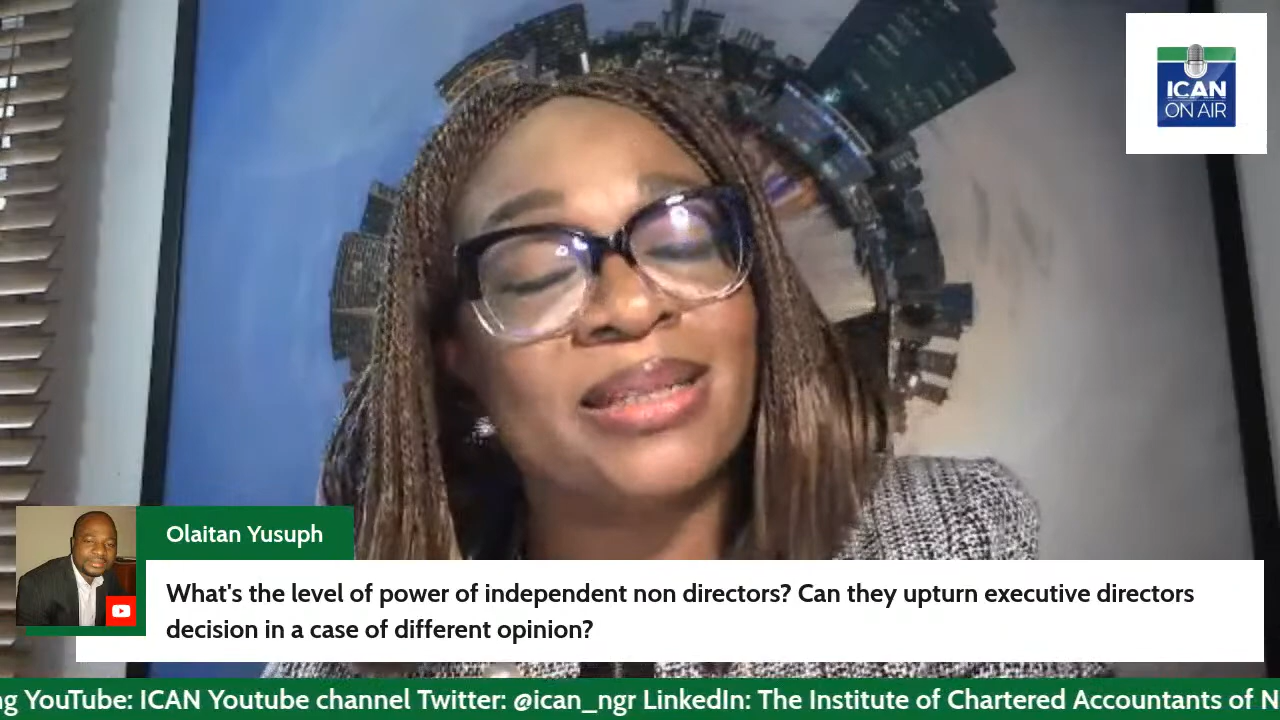 ICAN
ON AIR
Olaitan Yusuph
What's the level of power of independent non directors? Can they upturn executive directors
decision in a case of different opinion?
ng YouTube: ICAN Youtube channel Twitter: @ican_ngr LinkedIn: The Institute of Chartered Accountants of N